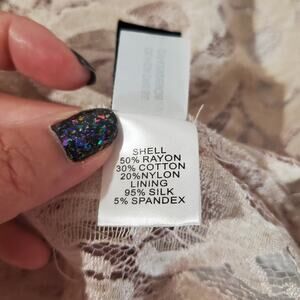 SHELL
50% RAYON
30% COTTON
20%NYLON
LINING
95% SILK
5% SPANDEX